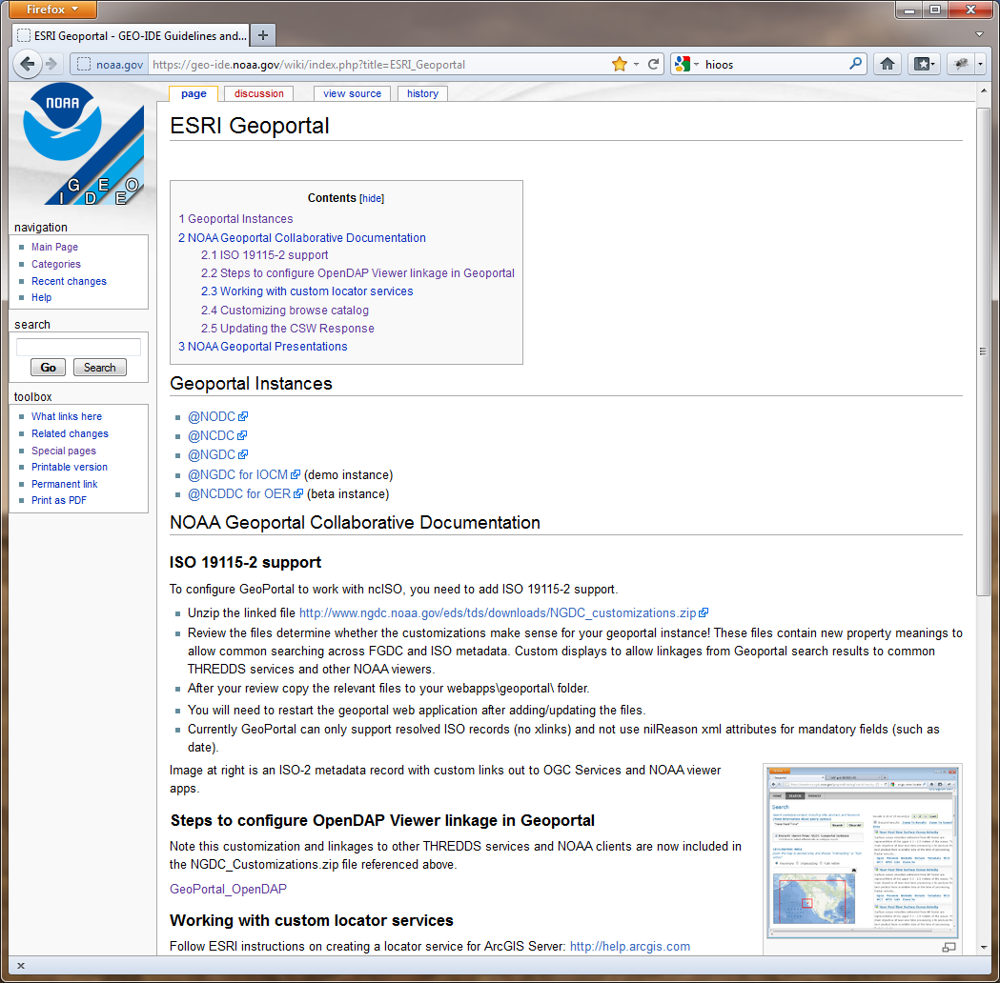 Firefox
ESRI Geoportal - GEO-IDE Guidelines and...
noaa.gov
https://geo-ide.noaa.gov/wiki/index.php?title=ESRI_Geoportal
hioos
NOAA
G E O
I D E
page
discussion
view source
history
ESRI Geoportal
navigation
Main Page
Categories
Recent changes
Help
search
Go
Search
toolbox
What links here
Related changes
Special pages
Printable version
Permanent link
Print as PDF
Contents [hide]
1 Geoportal Instances
2 NOAA Geoportal Collaborative Documentation
2.1 ISO 19115-2 support
2.2 Steps to configure OpenDAP Viewer linkage in Geoportal
2.3 Working with custom locator services
2.4 Customizing browse catalog
2.5 Updating the CSW Response
3 NOAA Geoportal Presentations
Geoportal Instances
@NODC
@NCDC
@NGDC
@NGDC for IOCM (demo instance)
@NCDDC for OER (beta instance)
NOAA Geoportal Collaborative Documentation
ISO 19115-2 support
To configure GeoPortal to work with ncISO, you need to add ISO 19115-2 support.
Unzip the linked file http://www.ngdc.noaa.gov/eds/tds/downloads/NGDC_customizations.zip
Review the files determine whether the customizations make sense for your geoportal instance! These files contain new property meanings to
allow common searching across FGDC and ISO metadata. Custom displays to allow linkages from Geoportal search results to common
THREDDS services and other NOAA viewers.
After your review copy the relevant files to your webapps\geoportal\ folder.
You will need to restart the geoportal web application after adding/updating the files.
Currently GeoPortal can only support resolved ISO records (no xlinks) and not use nilReason xml attributes for mandatory fields (such as
date).
Image at right is an ISO-2 metadata record with custom links out to OGC Services and NOAA viewer
apps.
Search
Steps to configure OpenDAP Viewer linkage in Geoportal
Note this customization and linkages to other THREDDS services and NOAA clients are now included in
the NGDC_Customizations.zip file referenced above.
GeoPortal_OpenDAP
Working with custom locator services
Follow ESRI instructions on creating a locator service for ArcGIS Server: http://help.arcgis.com